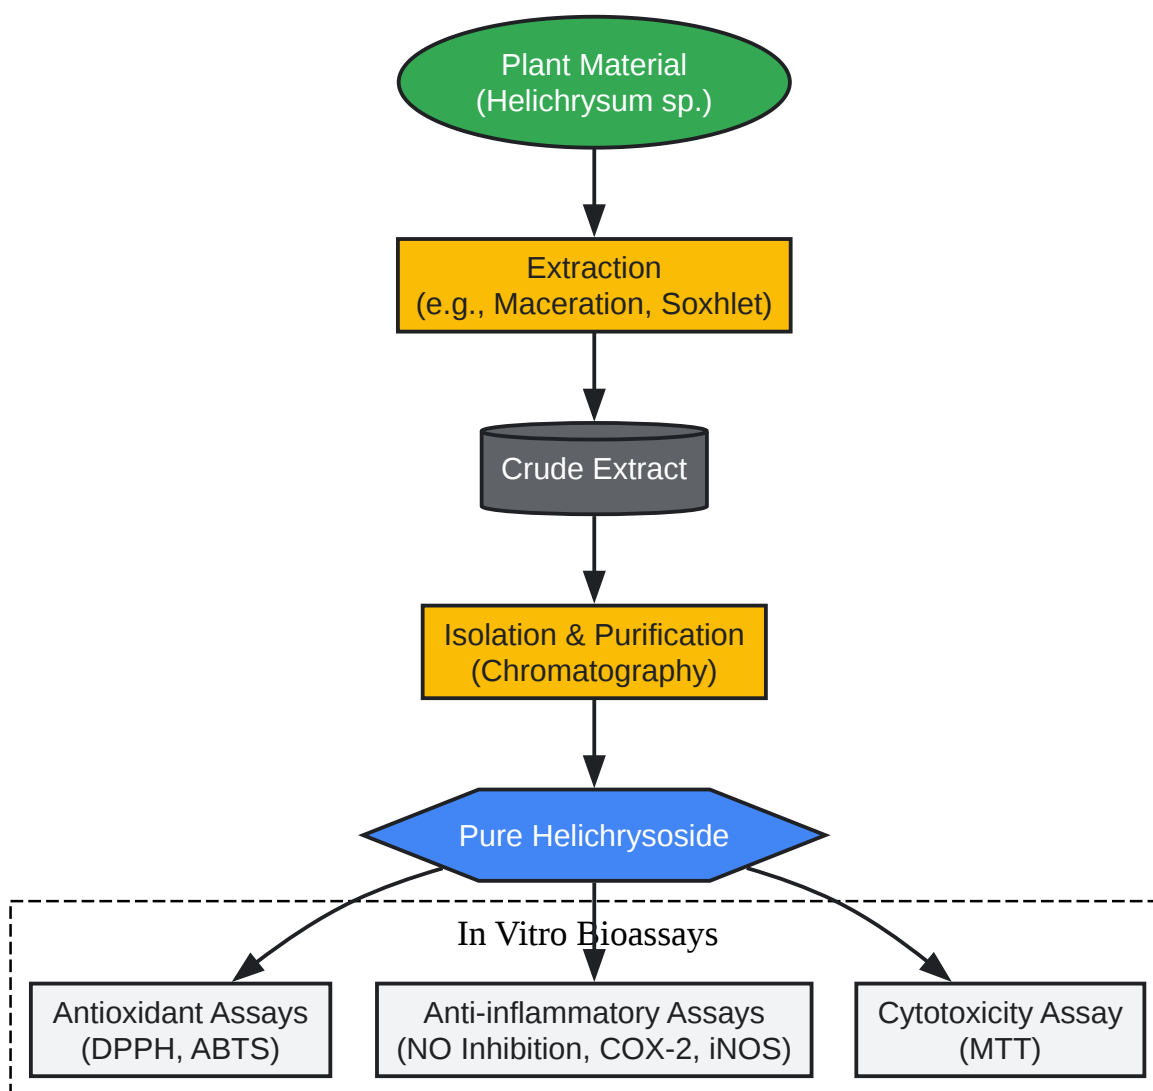 Plant Material
(Helichrysum sp.)
Extraction
(e.g., Maceration, Soxhlet)
Crude Extract
Isolation & Purification
(Chromatography)
Pure Helichrysoside
In Vitro Bioassays
Antioxidant Assays
(DPPH, ABTS)
Anti-inflammatory Assays
(NO Inhibition, COX-2, iNOS)
Cytotoxicity Assay
(MTT)